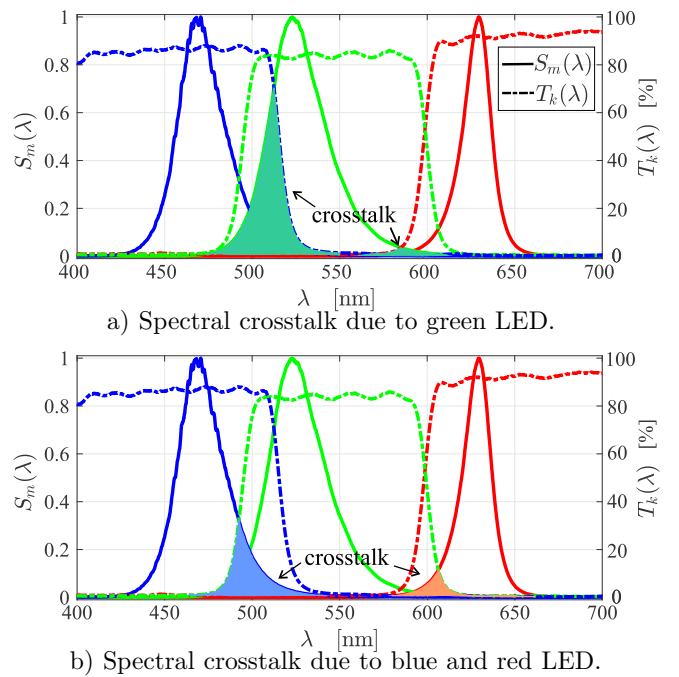 1
0.8
0.6
0.4
0.2
0
S_m(λ)
100
80
60
40
20
0
T_k(λ) [%]
S_m(λ)
T_k(λ)
crosstalk
400 450 500 550 600 650 700
λ [nm]
a) Spectral crosstalk due to green LED.
1
0.8
0.6
0.4
0.2
0
S_m(λ)
100
80
60
40
20
0
T_k(λ) [%]
crosstalk
400 450 500 550 600 650 700
λ [nm]
b) Spectral crosstalk due to blue and red LED.